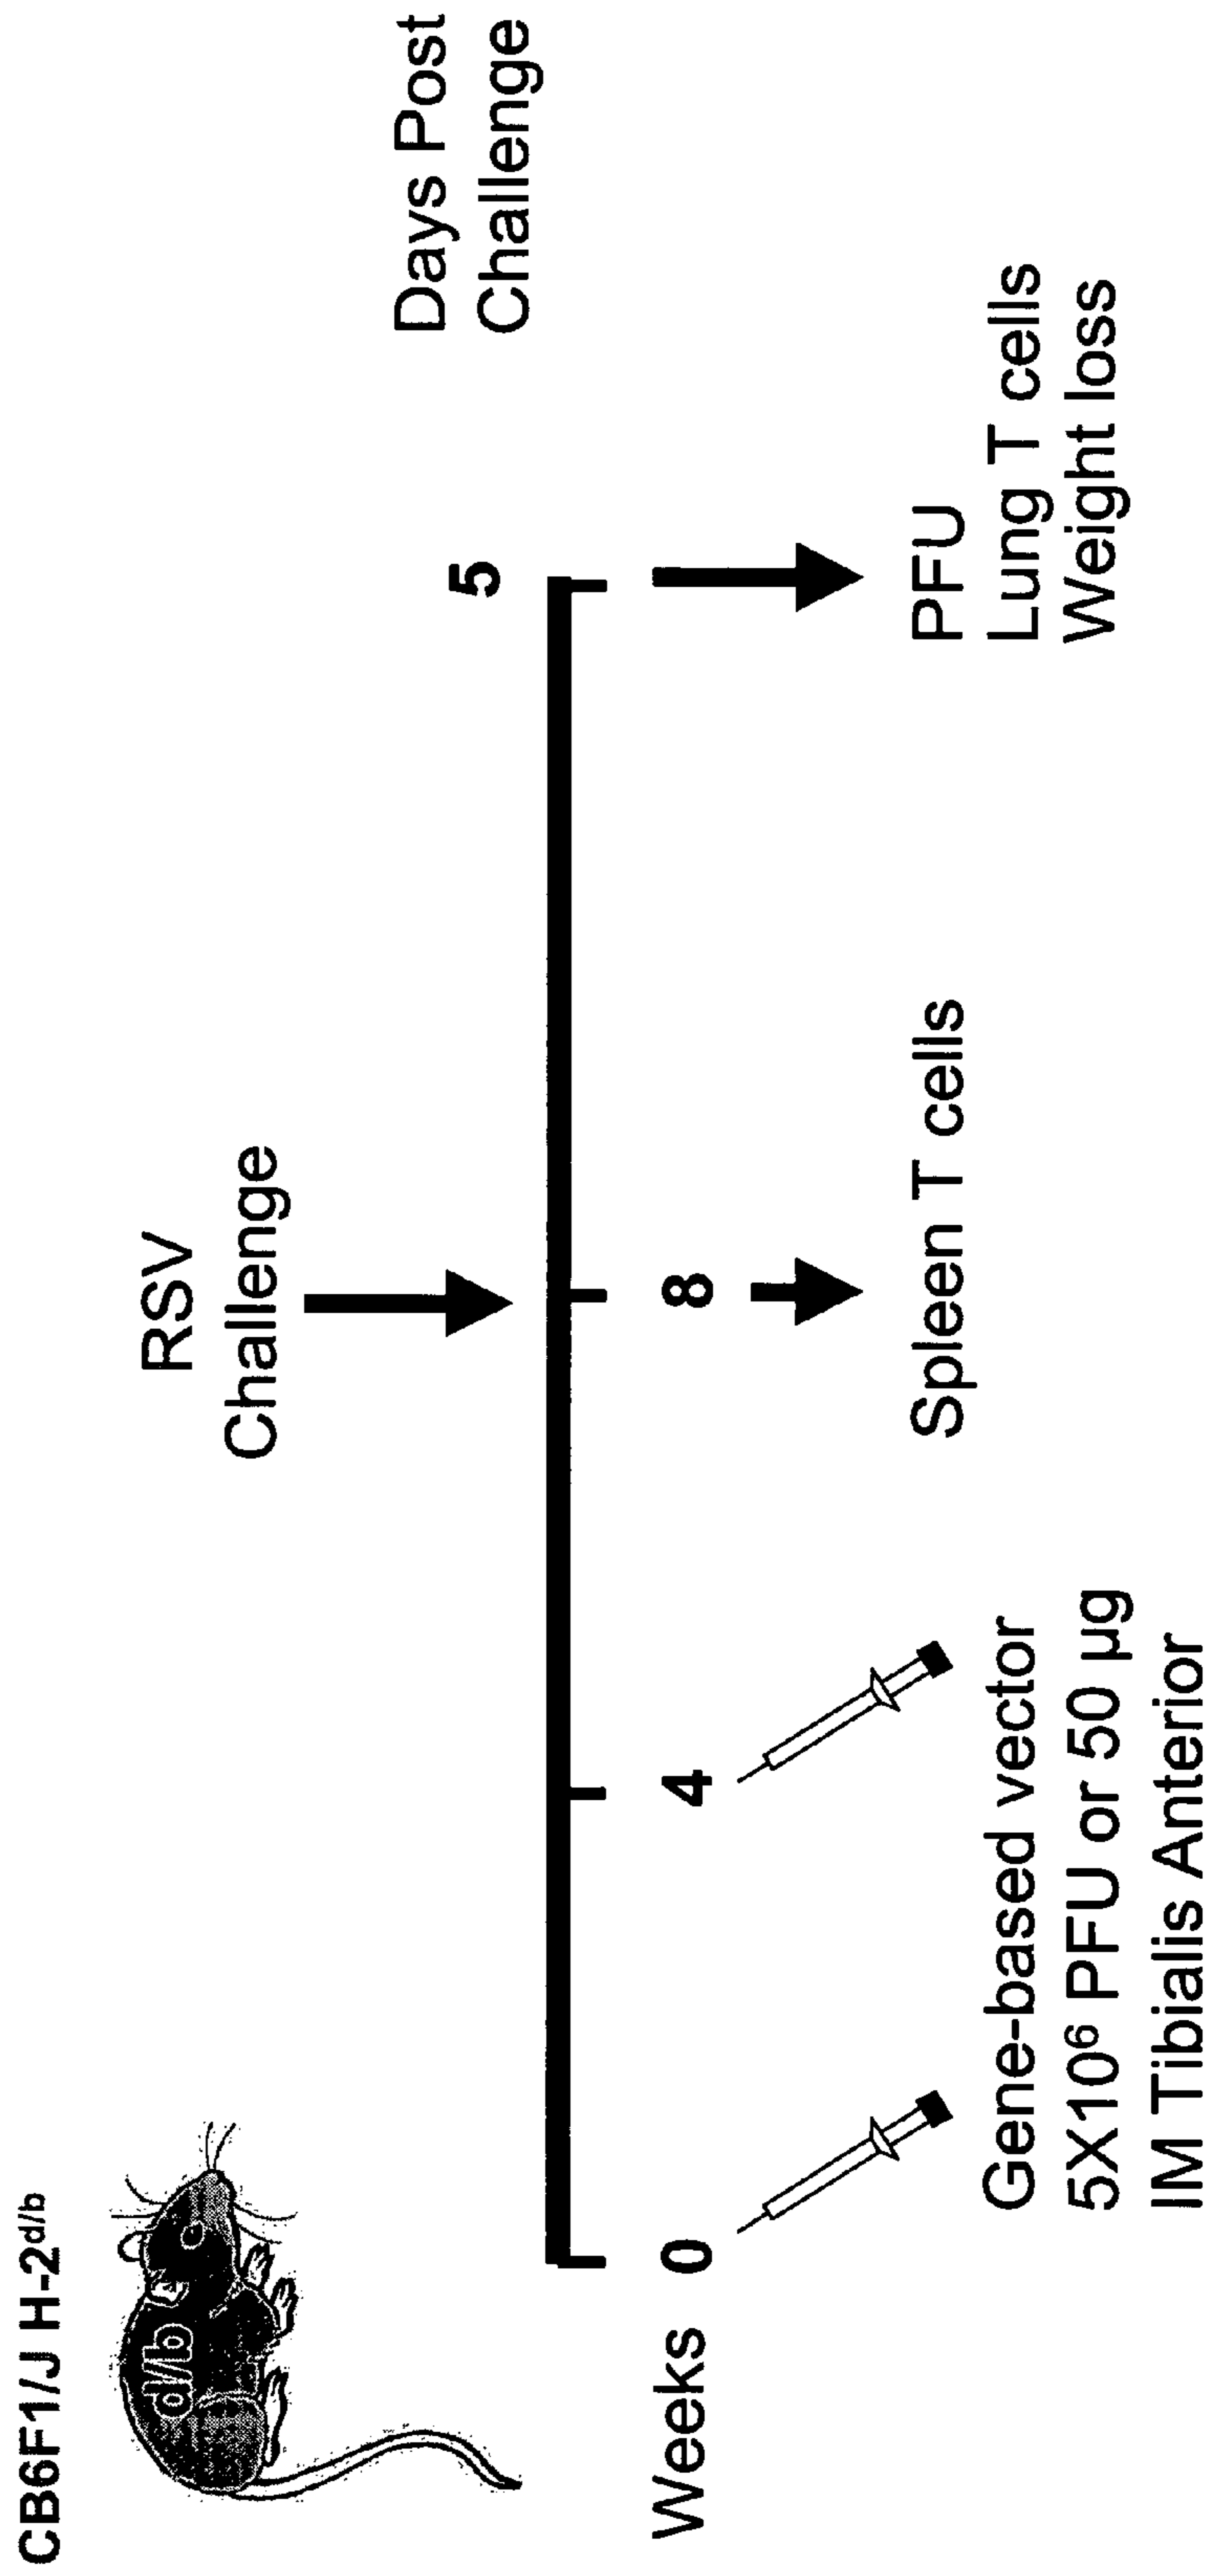 CB6F1/J H-2d/b
d/b
RSV
Challenge
Days Post
Challenge
5
Weeks 0 4 8
Gene-based vector
5X10⁶ PFU or 50 µg
IM Tibialis Anterior
Spleen T cells
PFU
Lung T cells
Weight loss